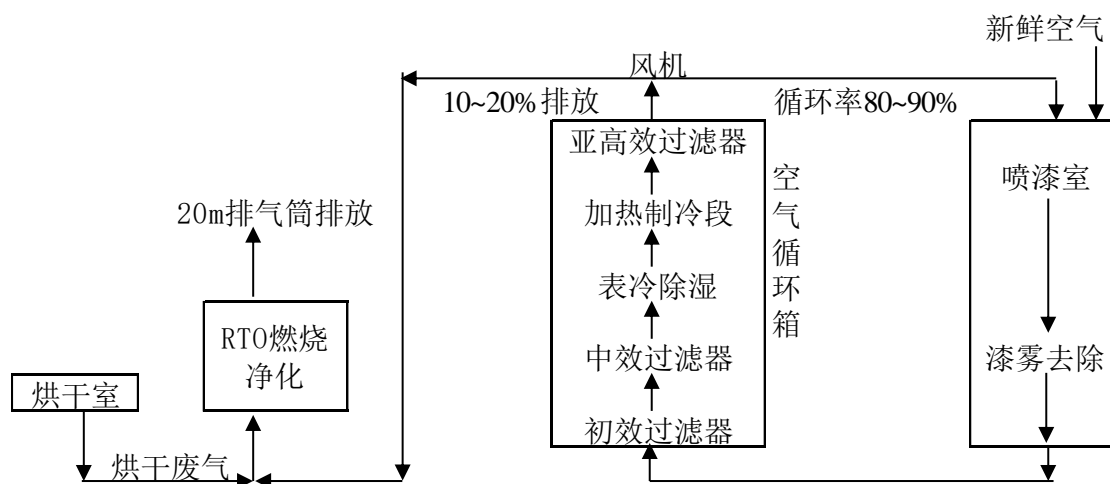 新鲜空气
风机
10~20%排放
循环率80~90%
亚高效过滤器
加热制冷段
表冷除湿
中效过滤器
初效过滤器
空气循环箱
喷漆室
漆雾去除
20m排气筒排放
RTO燃烧
净化
烘干室
烘干废气